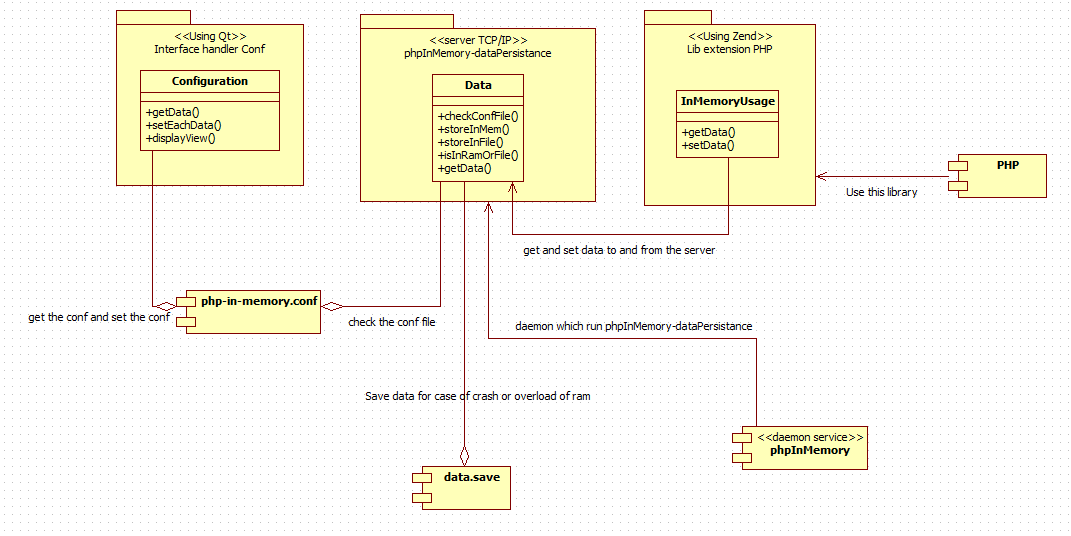 <<Using Qt>>
Interface handler Conf
Configuration
+getData()
+setEachData()
+displayView()
<<server TCP/IP>>
phpInMemory-dataPersistance
Data
+checkConfFile()
+storeInMem()
+storeInFile()
+isInRamOrFile()
+getData()
<<Using Zend>>
Lib extension PHP
InMemoryUsage
+getData()
+setData()
PHP
Use this library
get and set data to and from the server
php-in-memory.conf
get the conf and set the conf
check the conf file
daemon which run phpInMemory-dataPersistance
Save data for case of crash or overload of ram
<<daemon service>>
phpInMemory
data.save